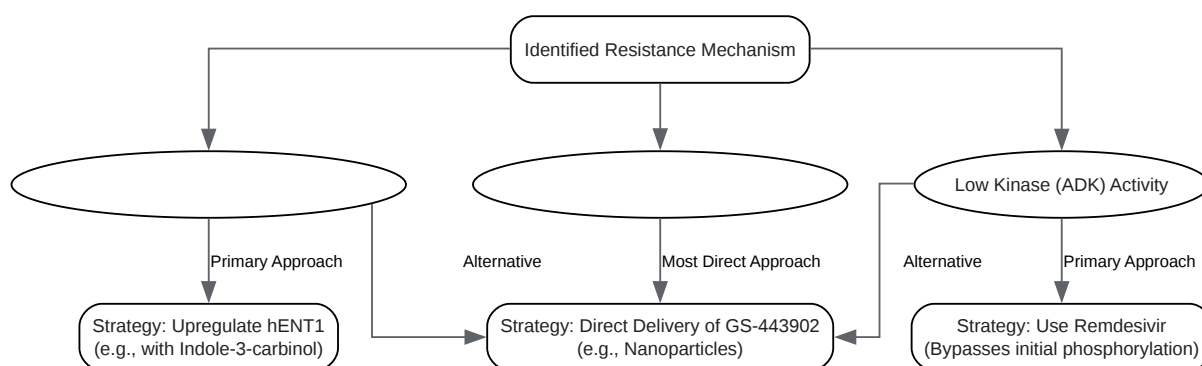 Identified Resistance Mechanism
Low Kinase (ADK) Activity
Primary Approach
Alternative
Most Direct Approach
Alternative
Primary Approach
Strategy: Upregulate hENT1
(e.g., with Indole-3-carbinol)
Strategy: Direct Delivery of GS-443902
(e.g., Nanoparticles)
Strategy: Use Remdesivir
(Bypasses initial phosphorylation)